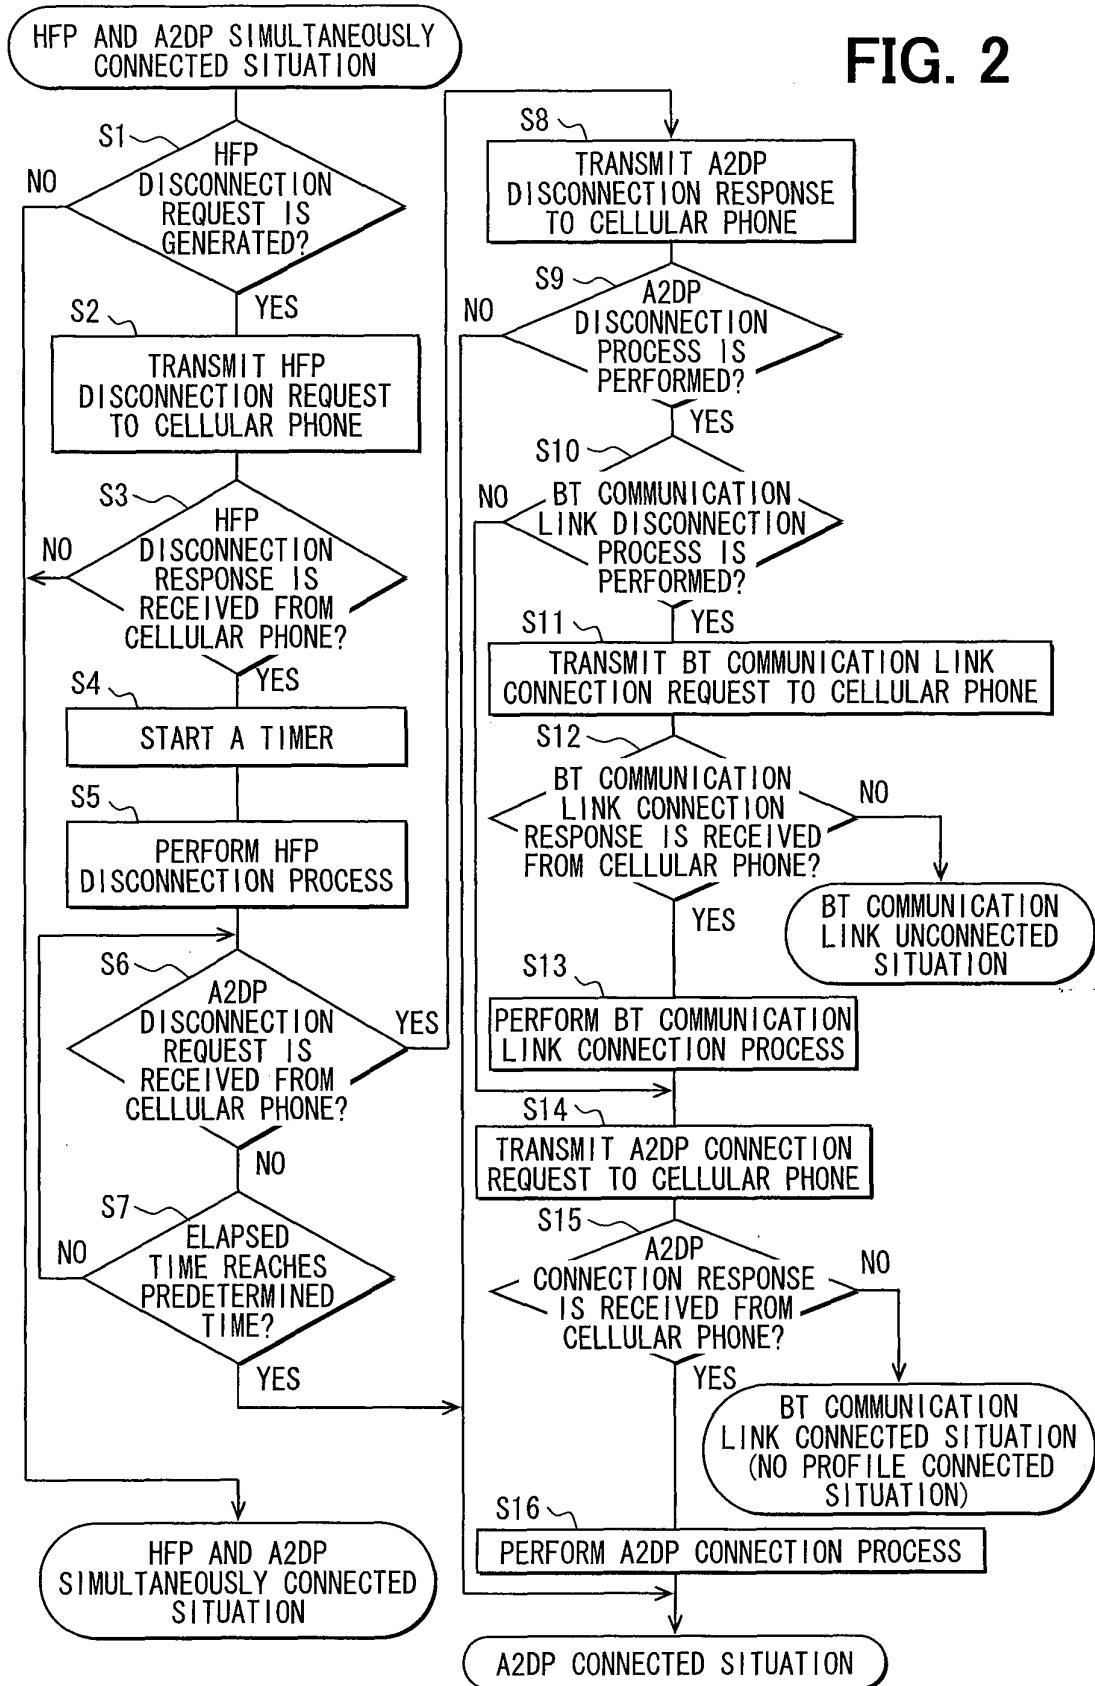 FIG. 2
HFP AND A2DP SIMULTANEOUSLY
CONNECTED SITUATION
S1
HFP
DISCONNECTION
REQUEST IS
GENERATED?
NO
YES
S2
TRANSMIT HFP
DISCONNECTION REQUEST
TO CELLULAR PHONE
S3
HFP
DISCONNECTION
RESPONSE IS
RECEIVED FROM
CELLULAR PHONE?
NO
YES
S4
START A TIMER
S5
PERFORM HFP
DISCONNECTION PROCESS
S6
A2DP
DISCONNECTION
REQUEST IS
RECEIVED FROM
CELLULAR PHONE?
YES
NO
S7
ELAPSED
TIME REACHES
PREDETERMINED
TIME?
NO
YES
HFP AND A2DP
SIMULTANEOUSLY CONNECTED
SITUATION
S8
TRANSMIT A2DP
DISCONNECTION RESPONSE
TO CELLULAR PHONE
S9
A2DP
DISCONNECTION
PROCESS IS
PERFORMED?
NO
YES
S10
BT COMMUNICATION
LINK DISCONNECTION
PROCESS IS
PERFORMED?
NO
YES
S11
TRANSMIT BT COMMUNICATION LINK
CONNECTION REQUEST TO CELLULAR PHONE
S12
BT COMMUNICATION
LINK CONNECTION
RESPONSE IS RECEIVED
FROM CELLULAR PHONE?
NO
YES
BT COMMUNICATION
LINK UNCONNECTED
SITUATION
S13
PERFORM BT COMMUNICATION
LINK CONNECTION PROCESS
S14
TRANSMIT A2DP CONNECTION
REQUEST TO CELLULAR PHONE
S15
A2DP
CONNECTION RESPONSE
IS RECEIVED FROM
CELLULAR PHONE?
NO
YES
BT COMMUNICATION
LINK CONNECTED SITUATION
(NO PROFILE CONNECTED
SITUATION)
S16
PERFORM A2DP CONNECTION PROCESS
A2DP CONNECTED SITUATION